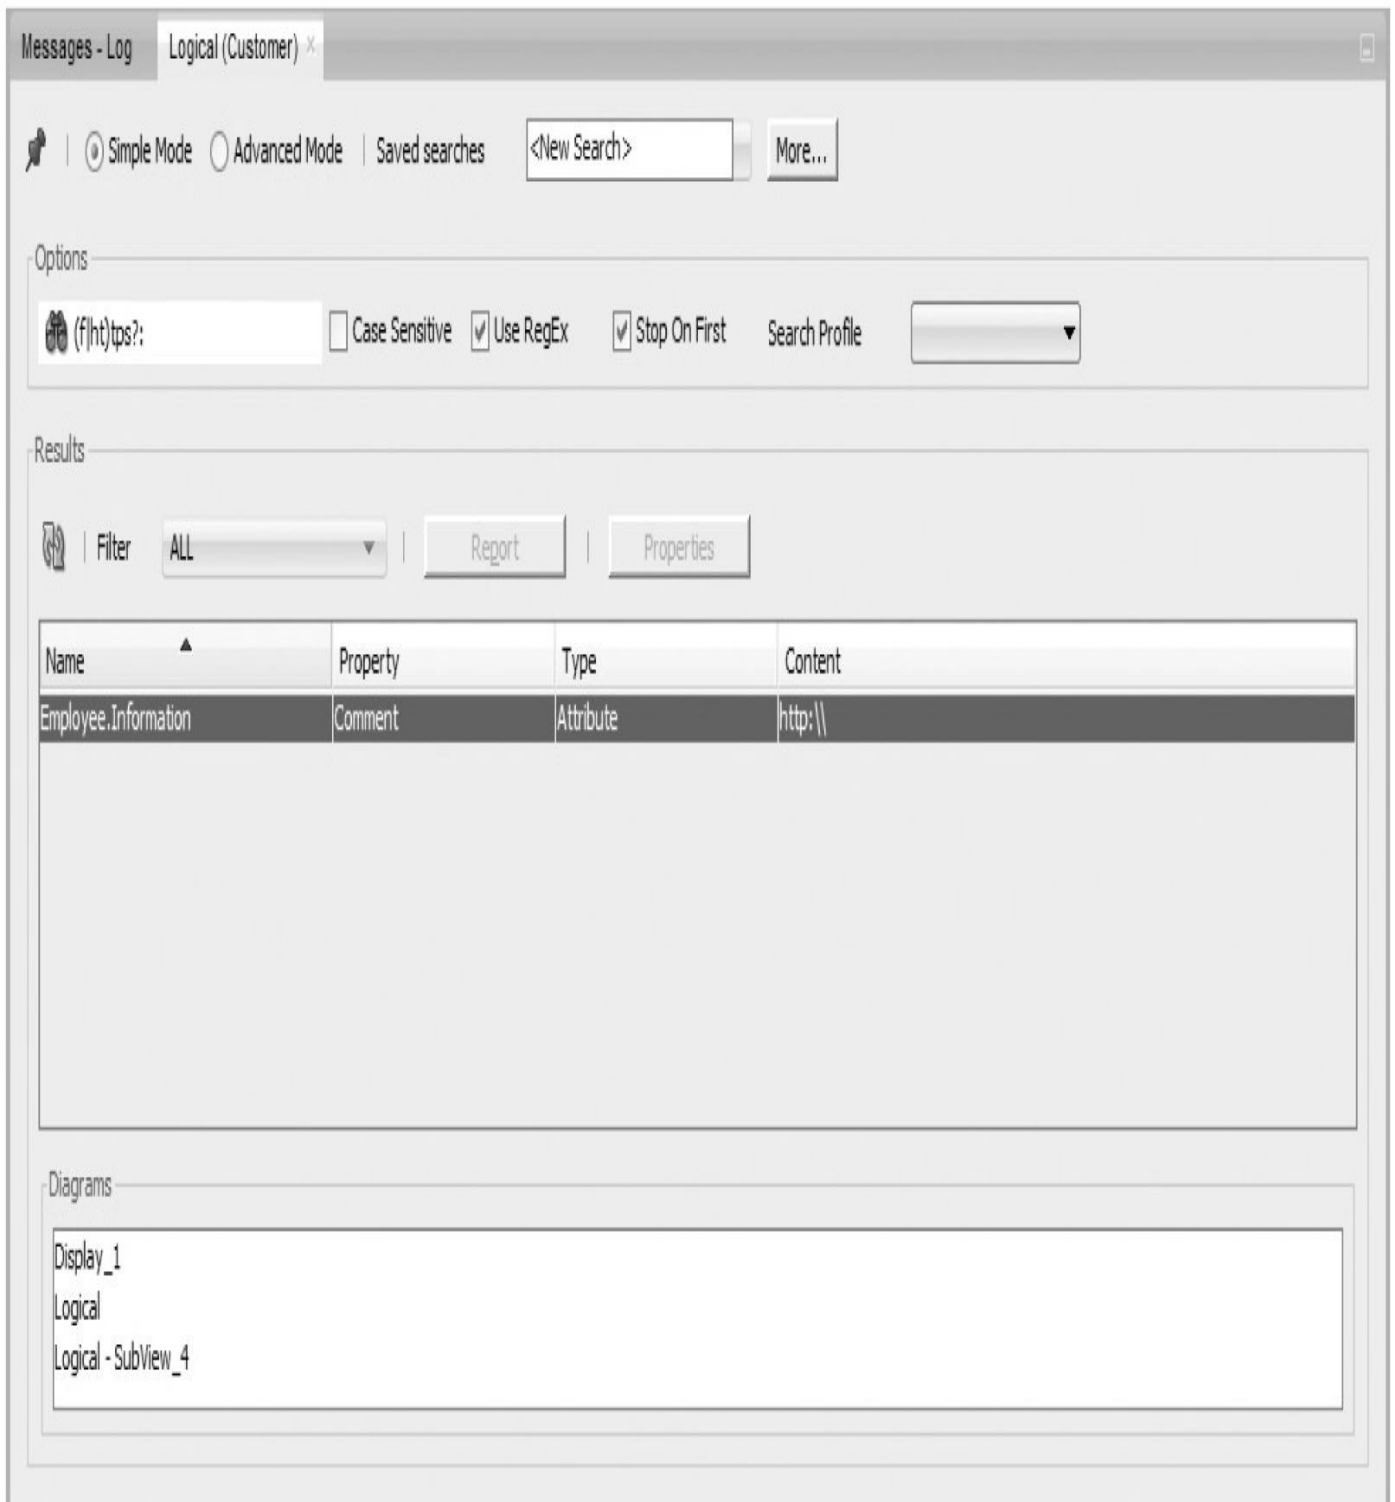 Messages - Log Logical (Customer) ×
Simple Mode Advanced Mode Saved searches <New Search> More...
Options
(f|ht)tps?: Case Sensitive Use RegEx Stop On First Search Profile
Results
Filter ALL Report Properties
Name Property Type Content
Employee.Information Comment Attribute http:\\
Diagrams
Display_1
Logical
Logical - SubView_4